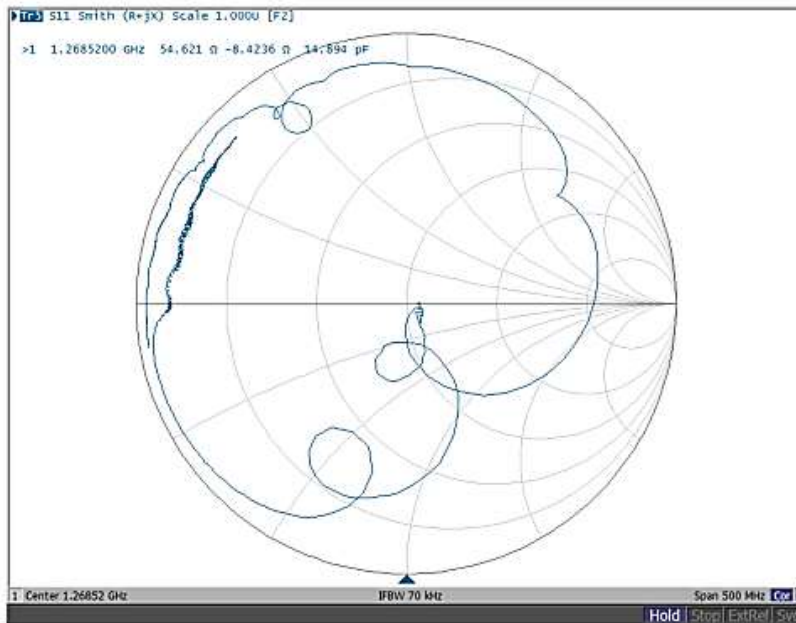 Tr3 S11 Smith (R+jX) Scale 1.000U [F2]
>1 1.2685200 GHz 54.621 Ω -8.4236 Ω 14.894 pF
1 Center 1.26852 GHz IFBW 70 kHz Span 500 MHz Cor
Hold Stop ExtRef